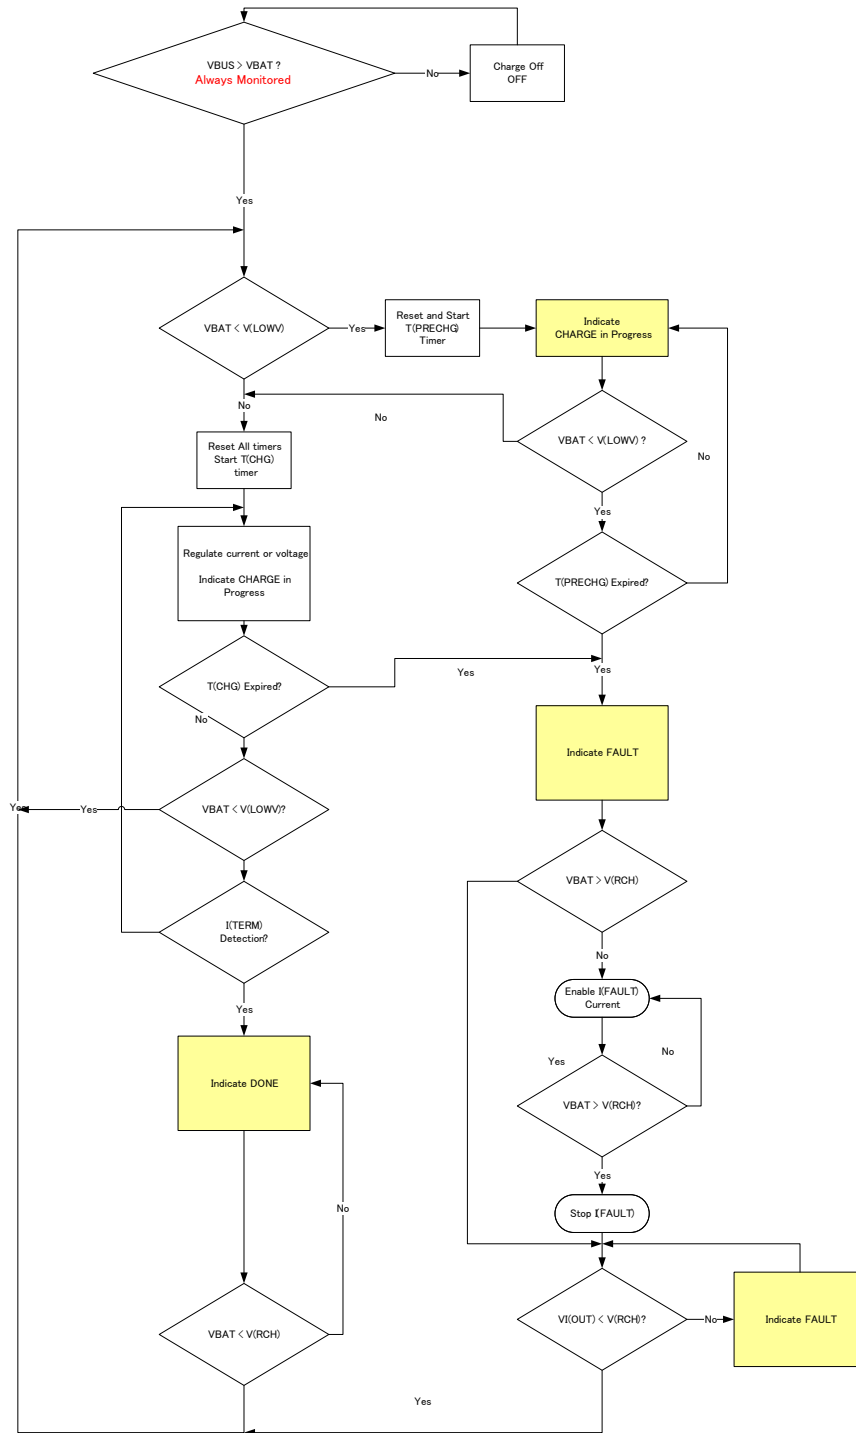 VBUS > VBAT ?
Always Monitored
No
Charge Off
OFF
Yes
VBAT < V(LOWV)
Yes
Reset and Start
T(PRECHG)
Timer
Indicate
CHARGE in Progress
No
No
VBAT < V(LOWV) ?
No
Reset All timers
Start T(CHG)
timer
Yes
Regulate current or voltage
Indicate CHARGE in
Progress
T(PRECHG) Expired?
T(CHG) Expired?
Yes
Yes
No
Indicate FAULT
Yes
Yes
VBAT < V(LOWV)?
VBAT > V(RCH)
I(TERM)
Detection?
No
Yes
Enable I(FAULT)
Current
Indicate DONE
Yes
No
VBAT > V(RCH)?
Yes
No
Stop I(FAULT)
VBAT < V(RCH)
VI(OUT) < V(RCH)?
No
Indicate FAULT
Yes